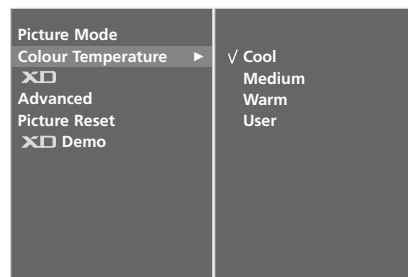 Picture Mode
Colour Temperature ▶
XD
Advanced
Picture Reset
XD Demo
√ Cool
Medium
Warm
User